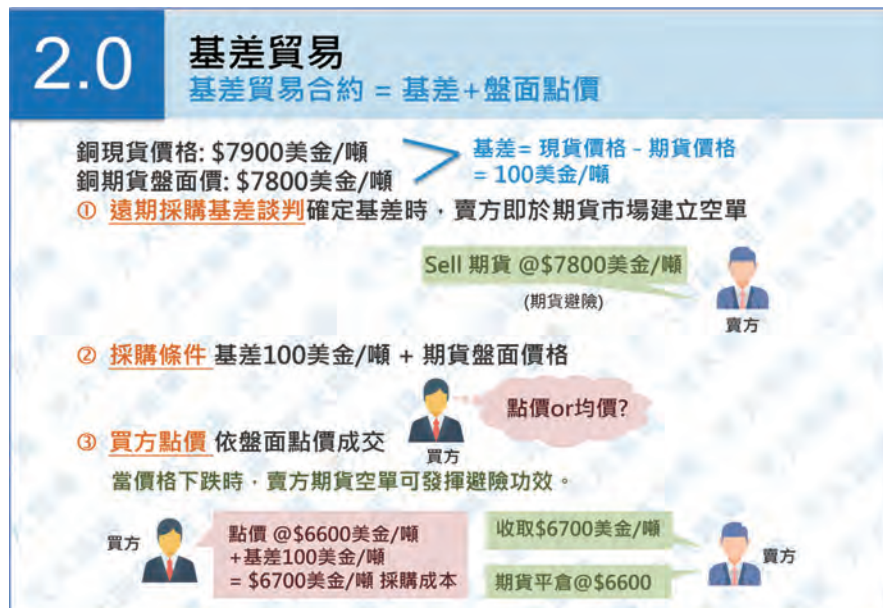 2.0
基差貿易
基差貿易合約 = 基差+盤面點價
銅現貨價格: $7900美金/噸
銅期貨盤面價: $7800美金/噸
基差= 現貨價格 - 期貨價格
= 100美金/噸
① 遠期採購基差談判確定基差時，賣方即於期貨市場建立空單
Sell 期貨 @$7800美金/噸
(期貨避險)
賣方
② 採購條件 基差100美金/噸 + 期貨盤面價格
點價or均價?
買方
③ 買方點價 依盤面點價成交
當價格下跌時，賣方期貨空單可發揮避險功效。
買方
點價 @$6600美金/噸
+基差100美金/噸
= $6700美金/噸 採購成本
收取$6700美金/噸
期貨平倉@$6600
賣方